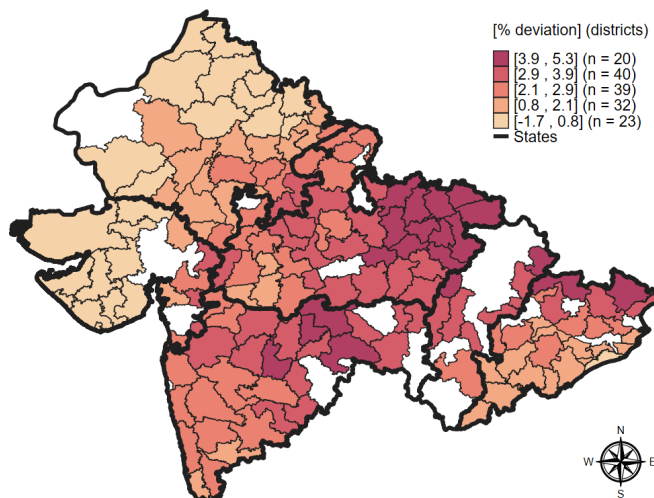 [% deviation] (districts)
[3.9 , 5.3] (n = 20)
[2.9 , 3.9] (n = 40)
[2.1 , 2.9] (n = 39)
[0.8 , 2.1] (n = 32)
[-1.7 , 0.8] (n = 23)
States
N
W E
S